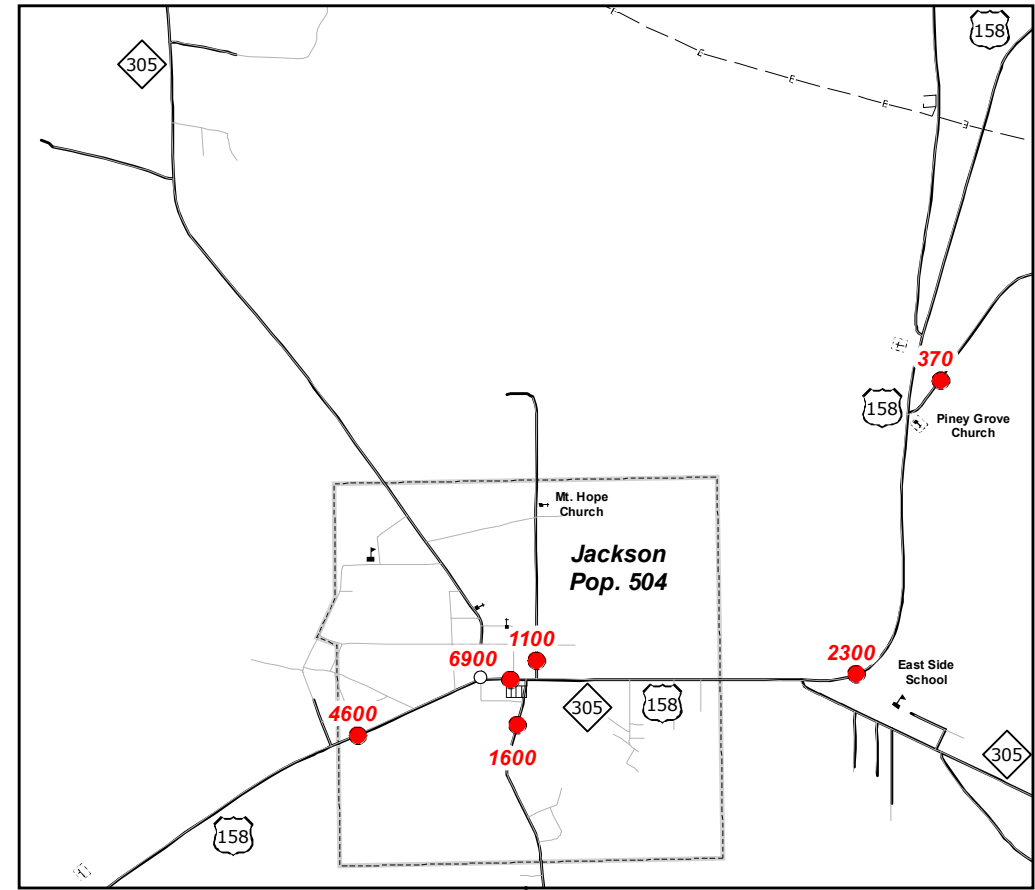 158
305
E
E
E
E
E
370
158
Piney Grove
Church
Mt. Hope
Church
Jackson
Pop. 504
1100
6900
2300
East Side
School
4600
305
158
1600
305
158